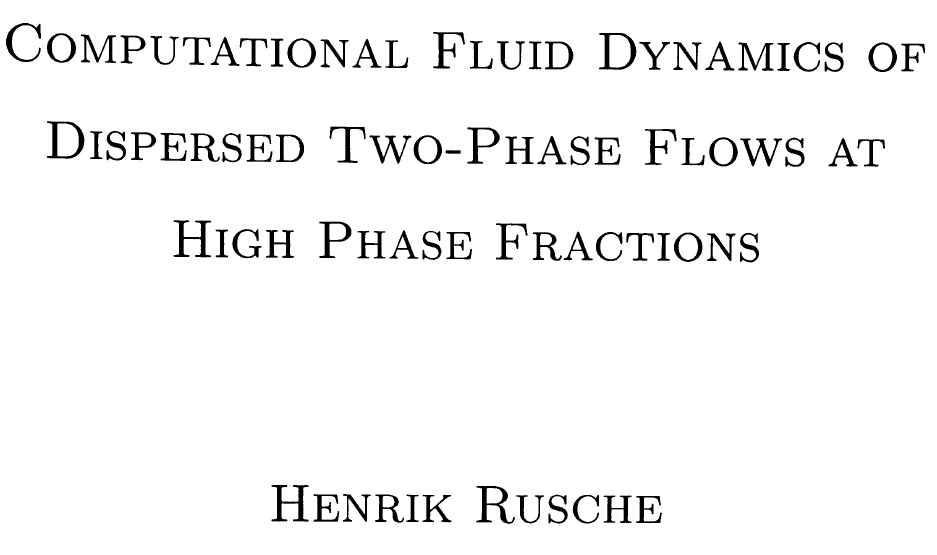 COMPUTATIONAL FLUID DYNAMICS OF
DISPERSED TWO-PHASE FLOWS AT
HIGH PHASE FRACTIONS
HENRIK RUSCHE